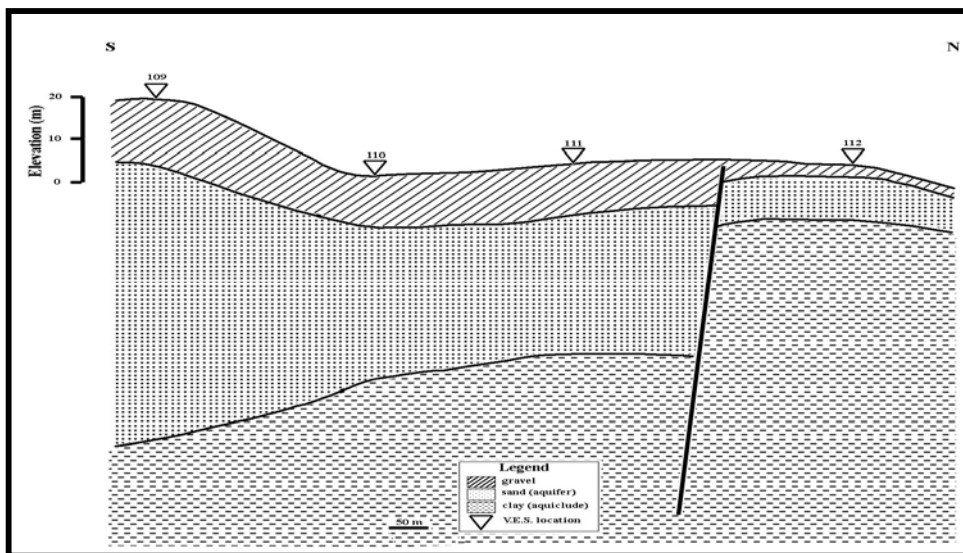 S
N
109
20
10
0
Elevation (m)
110
111
112
Legend
gravel
sand (aquifer)
clay (aquiclude)
V.E.S. location
50 m